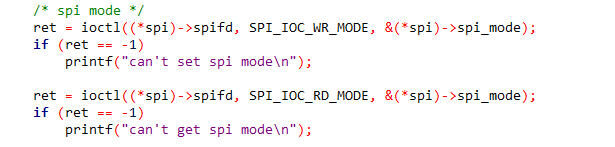 /* spi mode */
ret = ioctl((*spi)->spifd, SPI_IOC_WR_MODE, &(*spi)->spi_mode);
if (ret == -1)
printf("can't set spi mode\n");
ret = ioctl((*spi)->spifd, SPI_IOC_RD_MODE, &(*spi)->spi_mode);
if (ret == -1)
printf("can't get spi mode\n");